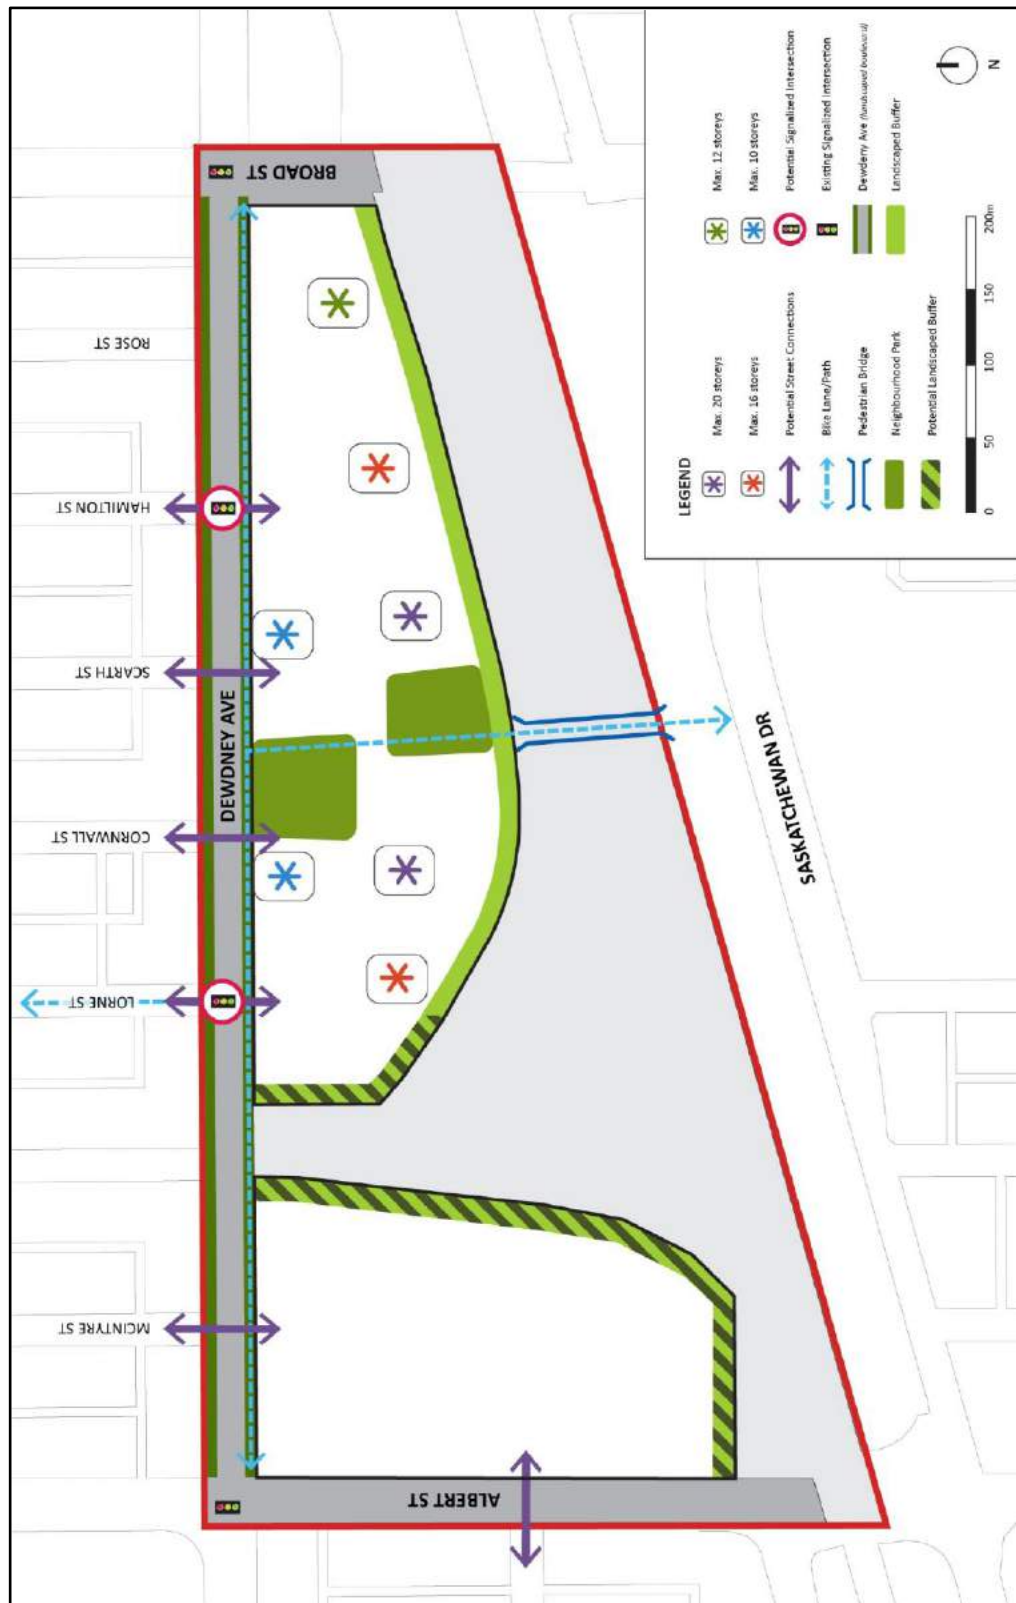 BROAD ST
ROSE ST
HAMILTON ST
SCARTH ST
DEWDNEY AVE
CORNWALL ST
LORNE ST
MCINTYRE ST
ALBERT ST
SASKATCHEWAN DR
LEGEND
Max. 20 storeys
Max. 16 storeys
Potential Street Connections
Bike Lane/Path
Pedestrian Bridge
Neighbourhood Park
Potential Landscaped Buffer
Max. 12 storeys
Max. 10 storeys
Potential Signalized Intersection
Existing Signalized Intersection
Dewdeny Ave (landscaped boulevard)
Landscaped Buffer
0 50 100 150 200m
N